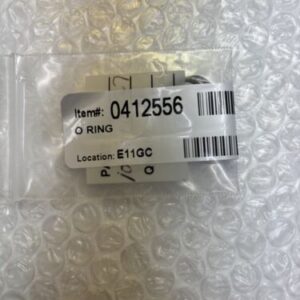 Item#: 0412556
O RING
Location: E11GC